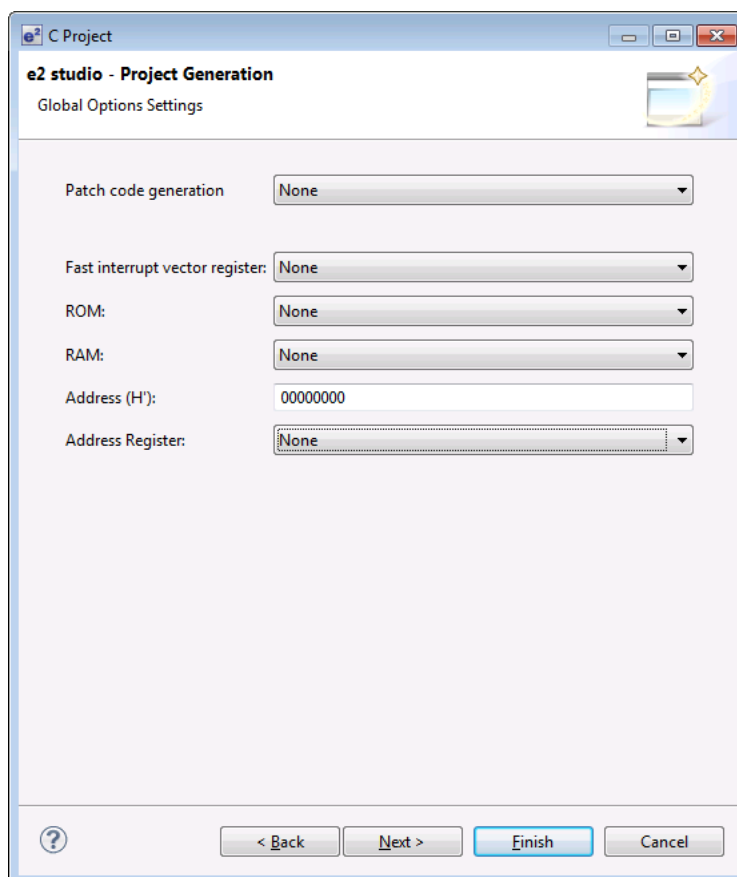 e² C Project
e2 studio - Project Generation
Global Options Settings
Patch code generation None
Fast interrupt vector register: None
ROM: None
RAM: None
Address (H'): 00000000
Address Register: None
? < Back Next > Finish Cancel